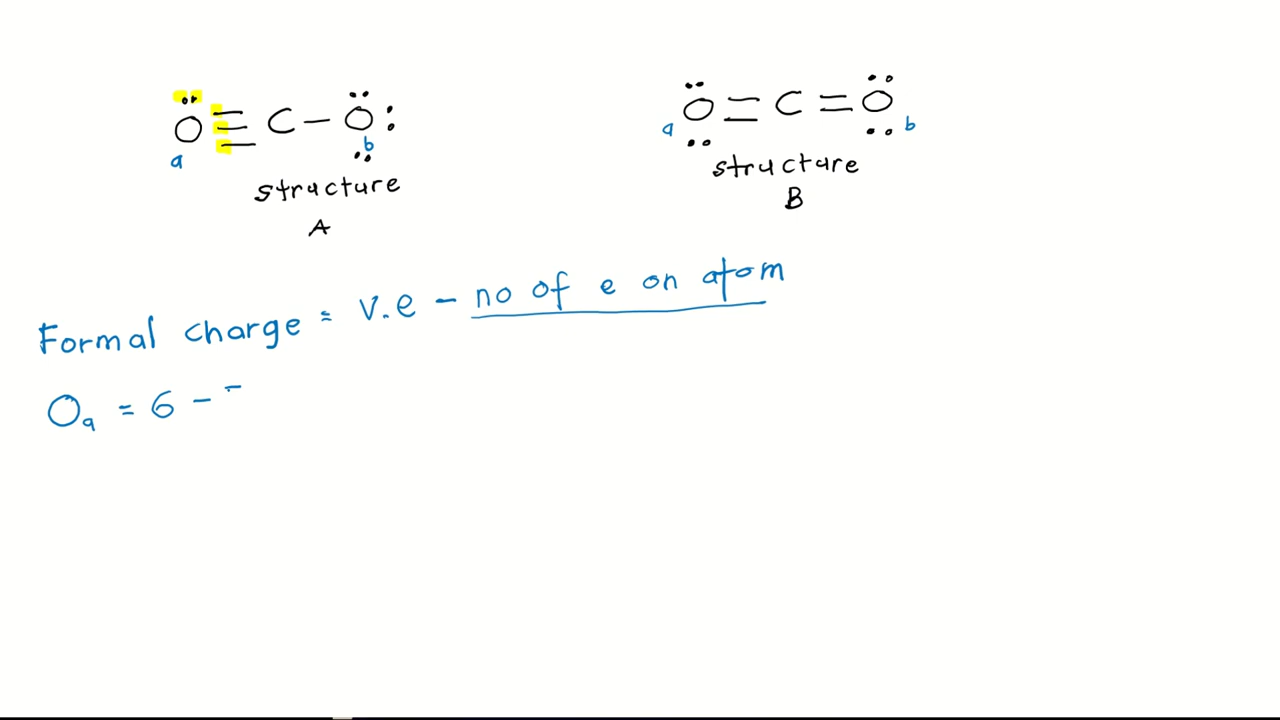 O ≡ C – O
a b
structure
A
O = C = O
a b
structure
B
Formal charge = v.e – no of e on atom
Oa = 6 –